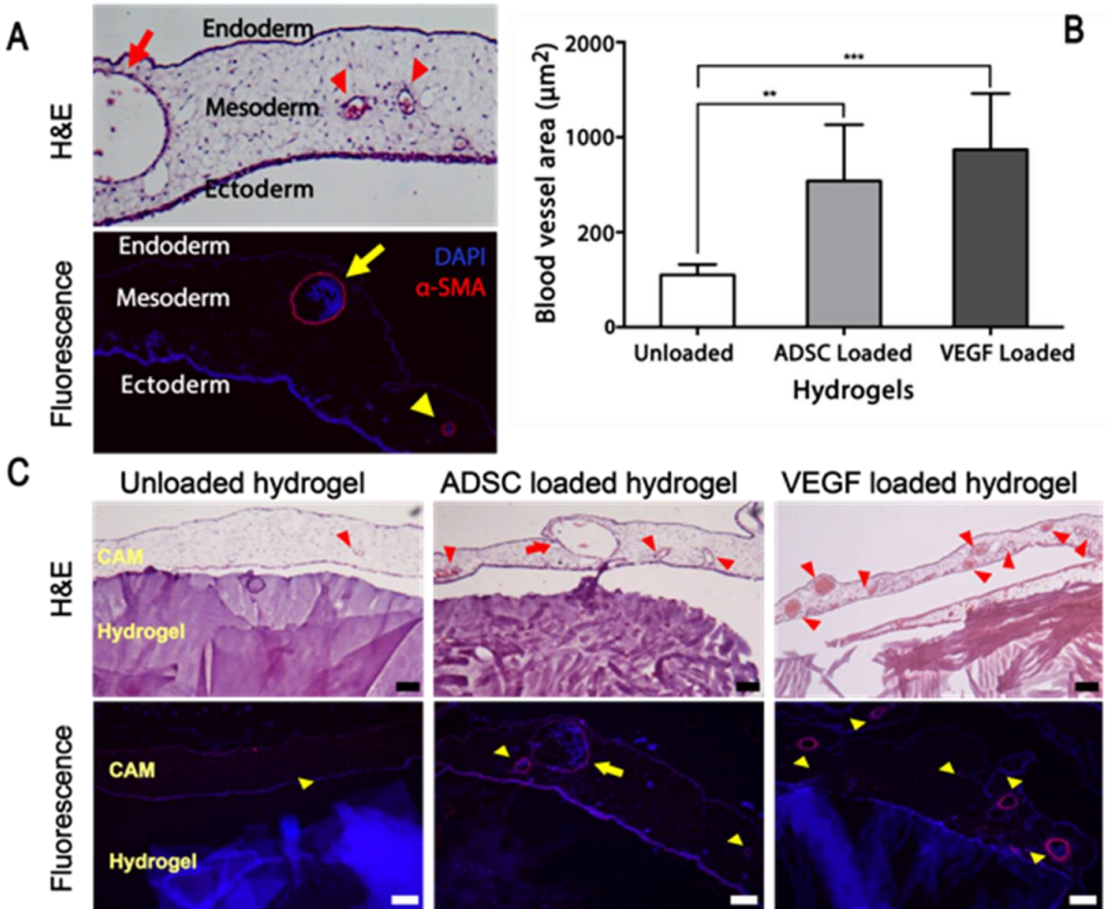 A
H&E
Endoderm
Mesoderm
Ectoderm
Fluorescence
Endoderm
DAPI
Mesoderm
α-SMA
Ectoderm
B
Blood vessel area (µm2)
2000
1000
200
0
***
**
Unloaded
ADSC Loaded
VEGF Loaded
Hydrogels
C
Unloaded hydrogel
ADSC loaded hydrogel
VEGF loaded hydrogel
H&E
CAM
Hydrogel
Fluorescence
CAM
Hydrogel